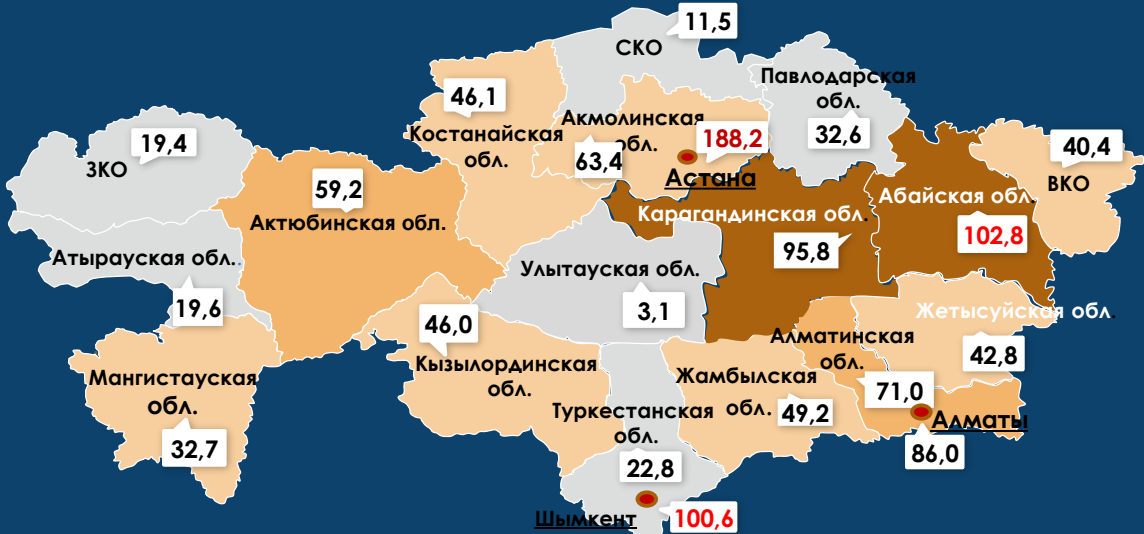 11,5
СКО
Павлодарская
обл.
32,6
46,1
Костанайская
обл.
Акмолинская
обл.
63,4
188,2
Астана
19,4
ЗКО
59,2
Актюбинская обл.
40,4
ВКО
Абайская обл.
102,8
Карагандинская обл.
95,8
Атырауская обл..
19,6
Улытауская обл.
3,1
Жетысуйская обл.
42,8
46,0
Кызылординская
обл.
Алматинская
обл.
71,0
Алматы
86,0
Мангистауская
обл.
32,7
Жамбылская
обл.
49,2
Туркестанская
обл.
22,8
Шымкент
100,6